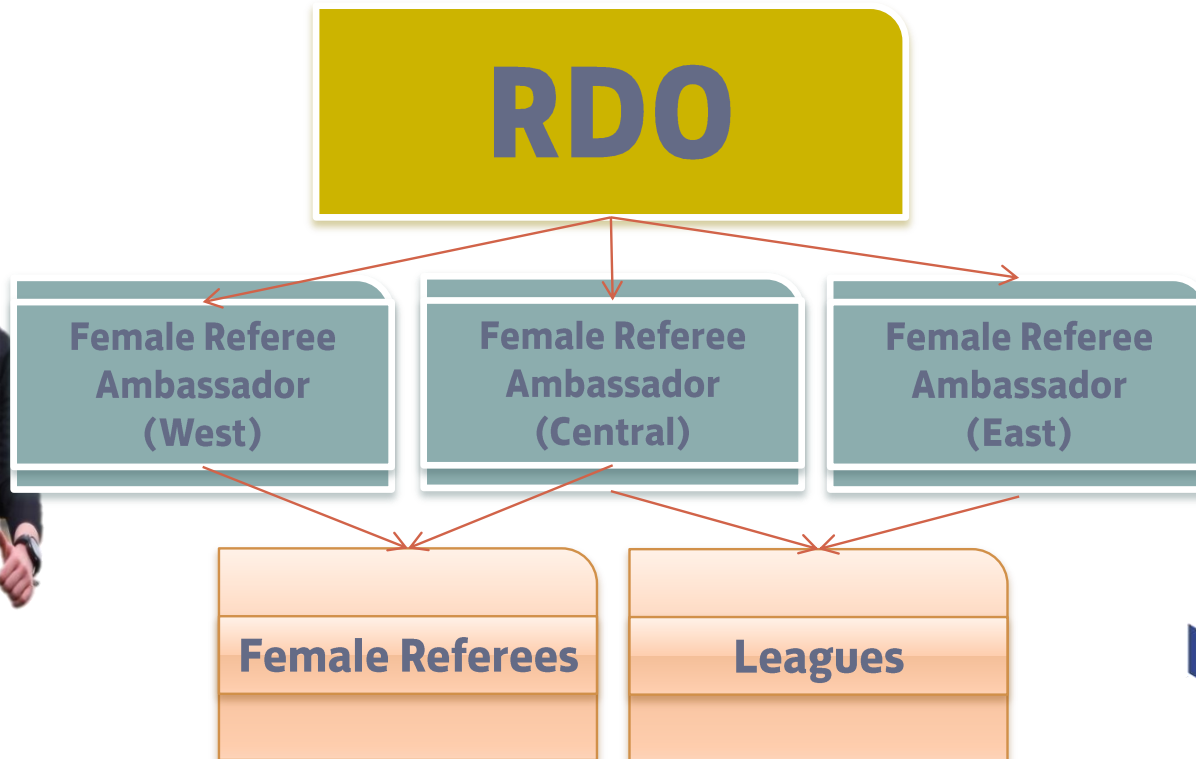 RDO
Female Referee
Ambassador
(West)
Female Referee
Ambassador
(Central)
Female Referee
Ambassador
(East)
Female Referees
Leagues